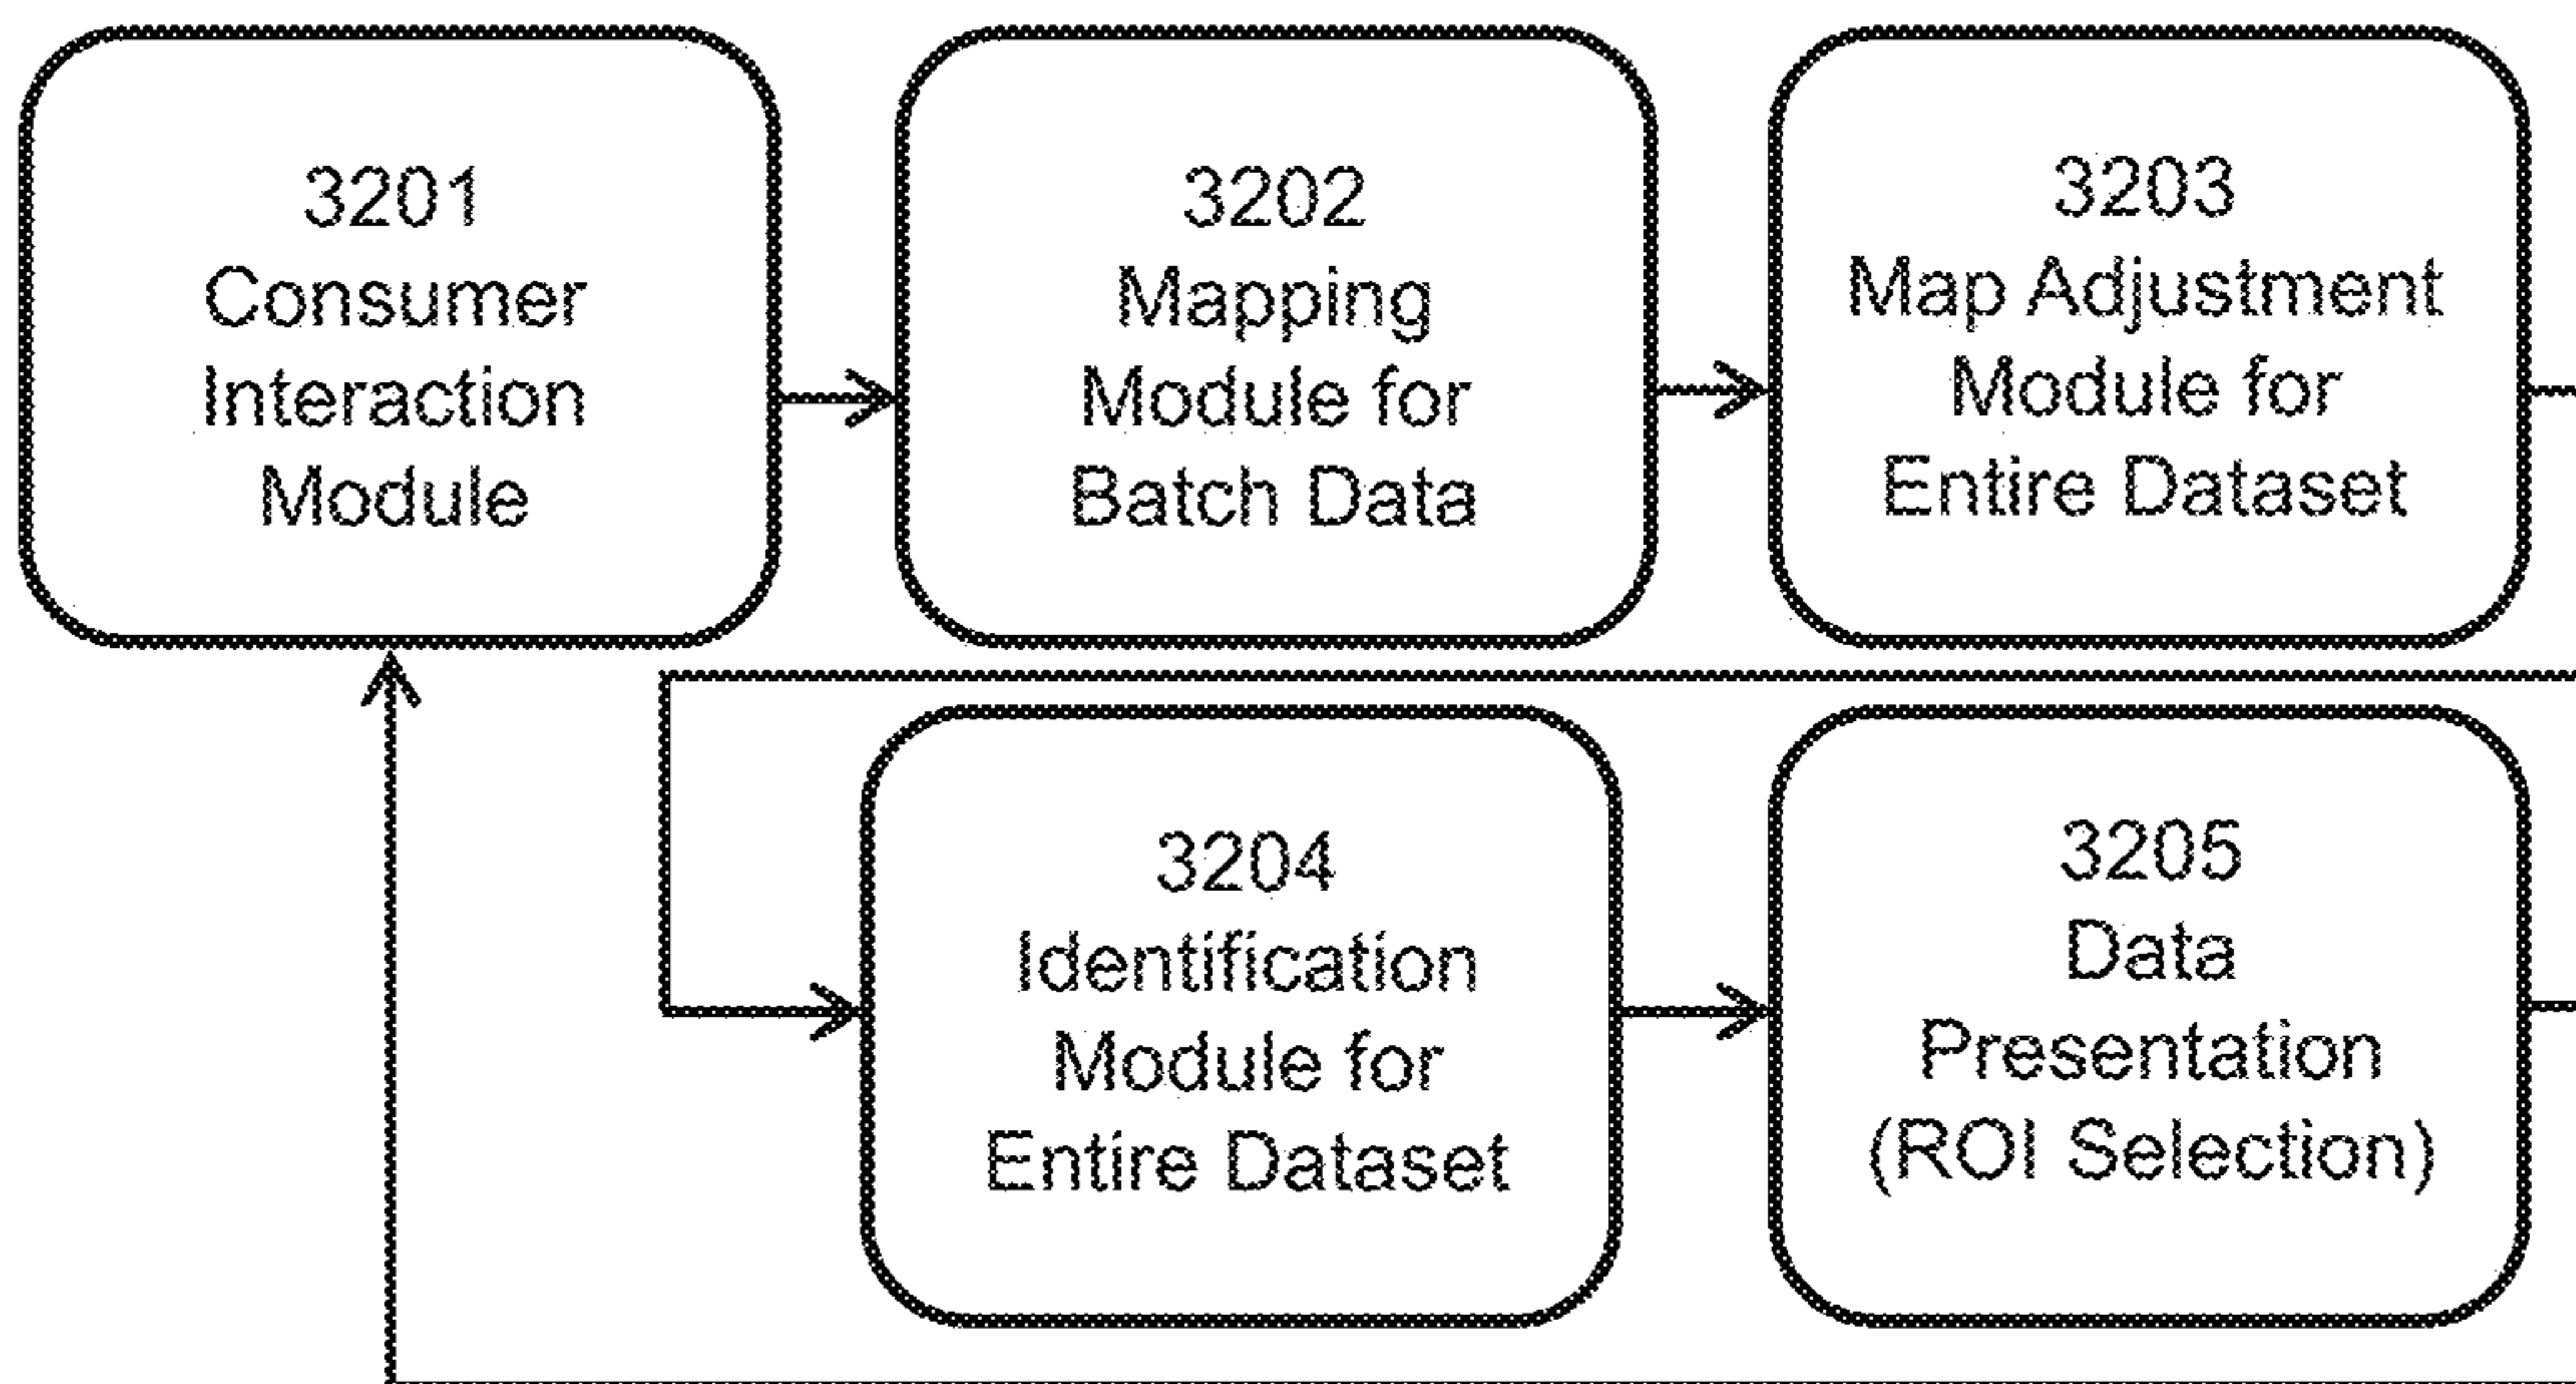 3201
Consumer
Interaction
Module
3202
Mapping
Module for
Batch Data
3203
Map Adjustment
Module for
Entire Dataset
3204
Identification
Module for
Entire Dataset
3205
Data
Presentation
(ROI Selection)